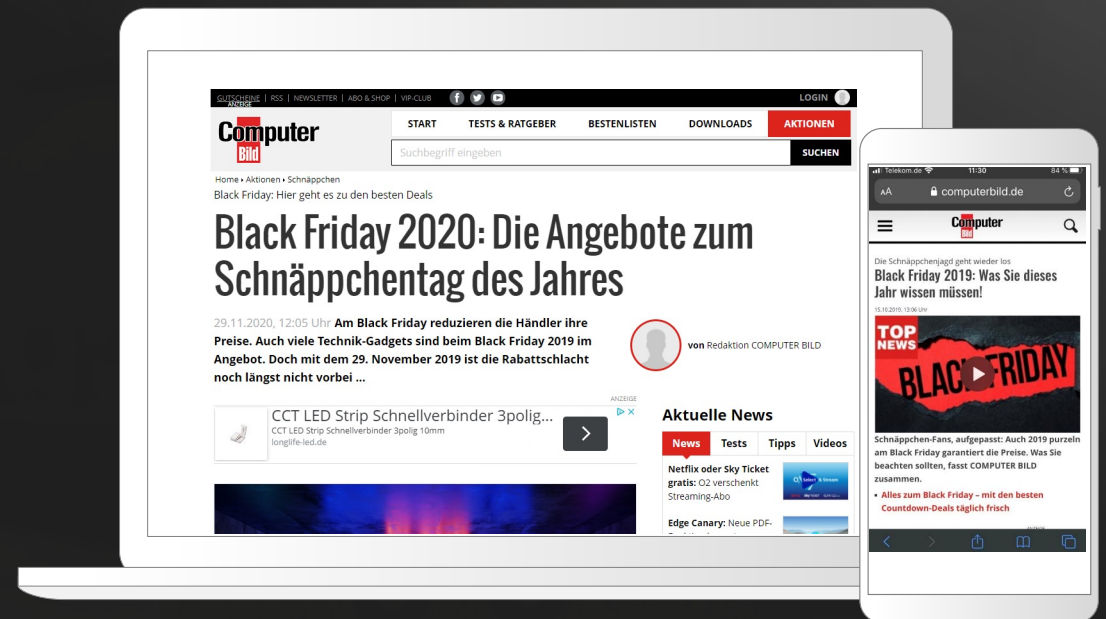 GUTSCHEINE | RSS | NEWSLETTER | ABO & SHOP | VIP-CLUB
ANZEIGE
LOGIN
Computer
Bild
START TESTS & RATGEBER BESTENLISTEN DOWNLOADS AKTIONEN
Suchbegriff eingeben SUCHEN
Home › Aktionen › Schnäppchen
Black Friday: Hier geht es zu den besten Deals
Black Friday 2020: Die Angebote zum
Schnäppchentag des Jahres
29.11.2020, 12:05 Uhr Am Black Friday reduzieren die Händler ihre
Preise. Auch viele Technik-Gadgets sind beim Black Friday 2019 im
Angebot. Doch mit dem 29. November 2019 ist die Rabattschlacht
noch längst nicht vorbei ...
von Redaktion COMPUTER BILD
ANZEIGE
CCT LED Strip Schnellverbinder 3polig...
CCT LED Strip Schnellverbinder 3polig 10mm
longlife-led.de
Aktuelle News
News Tests Tipps Videos
Netflix oder Sky Ticket
gratis: O2 verschenkt
Streaming-Abo
Edge Canary: Neue PDF-
Telekom.de 11:30 84 %
AA computerbild.de
Computer
Bild
Die Schnäppchenjagd geht wieder los
Black Friday 2019: Was Sie dieses
Jahr wissen müssen!
15.10.2019, 13:06 Uhr
TOP
NEWS
BLACK FRIDAY
Schnäppchen-Fans, aufgepasst: Auch 2019 purzeln
am Black Friday garantiert die Preise. Was Sie
beachten sollten, fasst COMPUTER BILD
zusammen.
▪ Alles zum Black Friday – mit den besten
Countdown-Deals täglich frisch